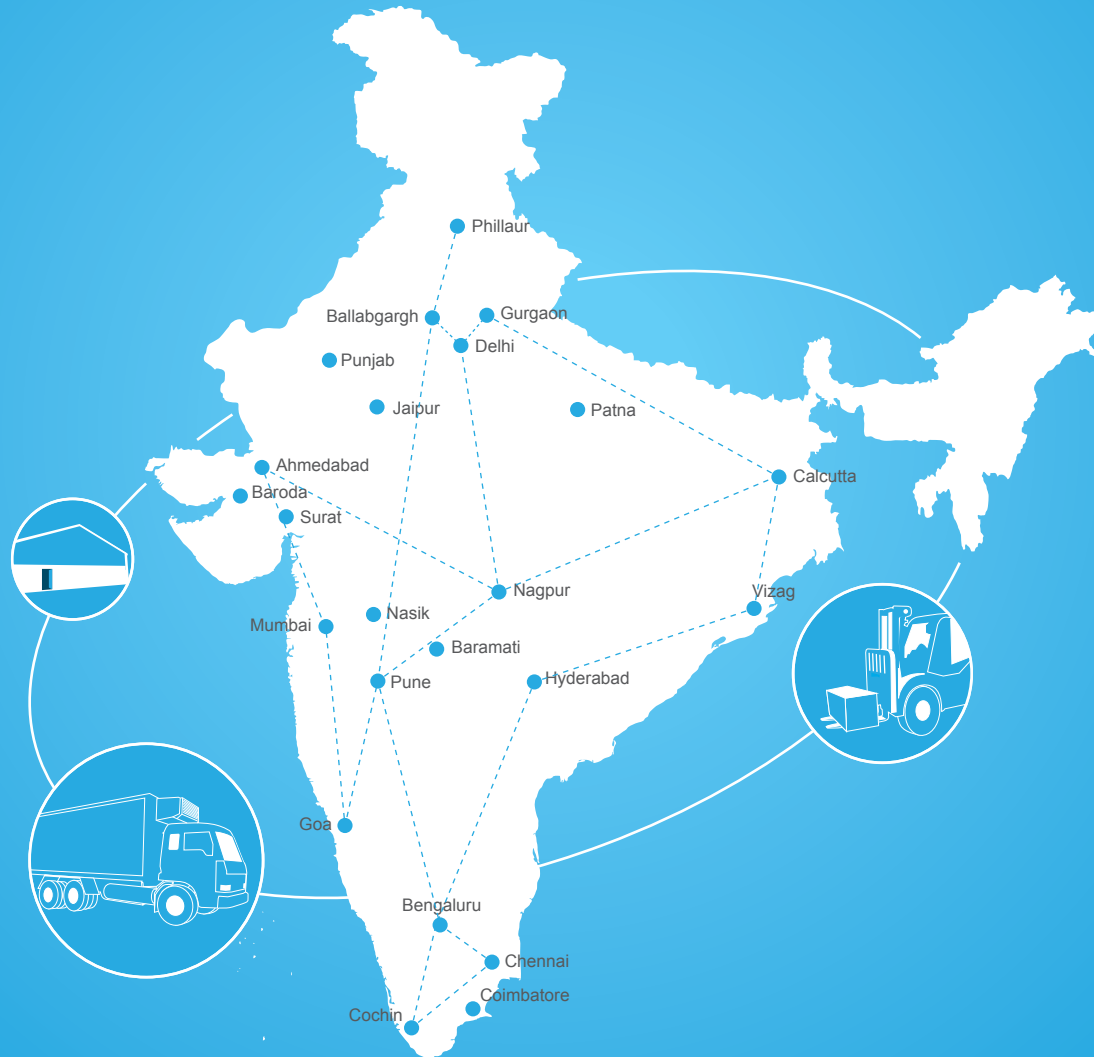 Phillaur
Gurgaon
Ballabgargh
Delhi
Punjab
Jaipur
Patna
Ahmedabad
Calcutta
Baroda
Surat
Nagpur
Vizag
Nasik
Mumbai
Baramati
Hyderabad
Pune
Goa
Bengaluru
Chennai
Coimbatore
Cochin